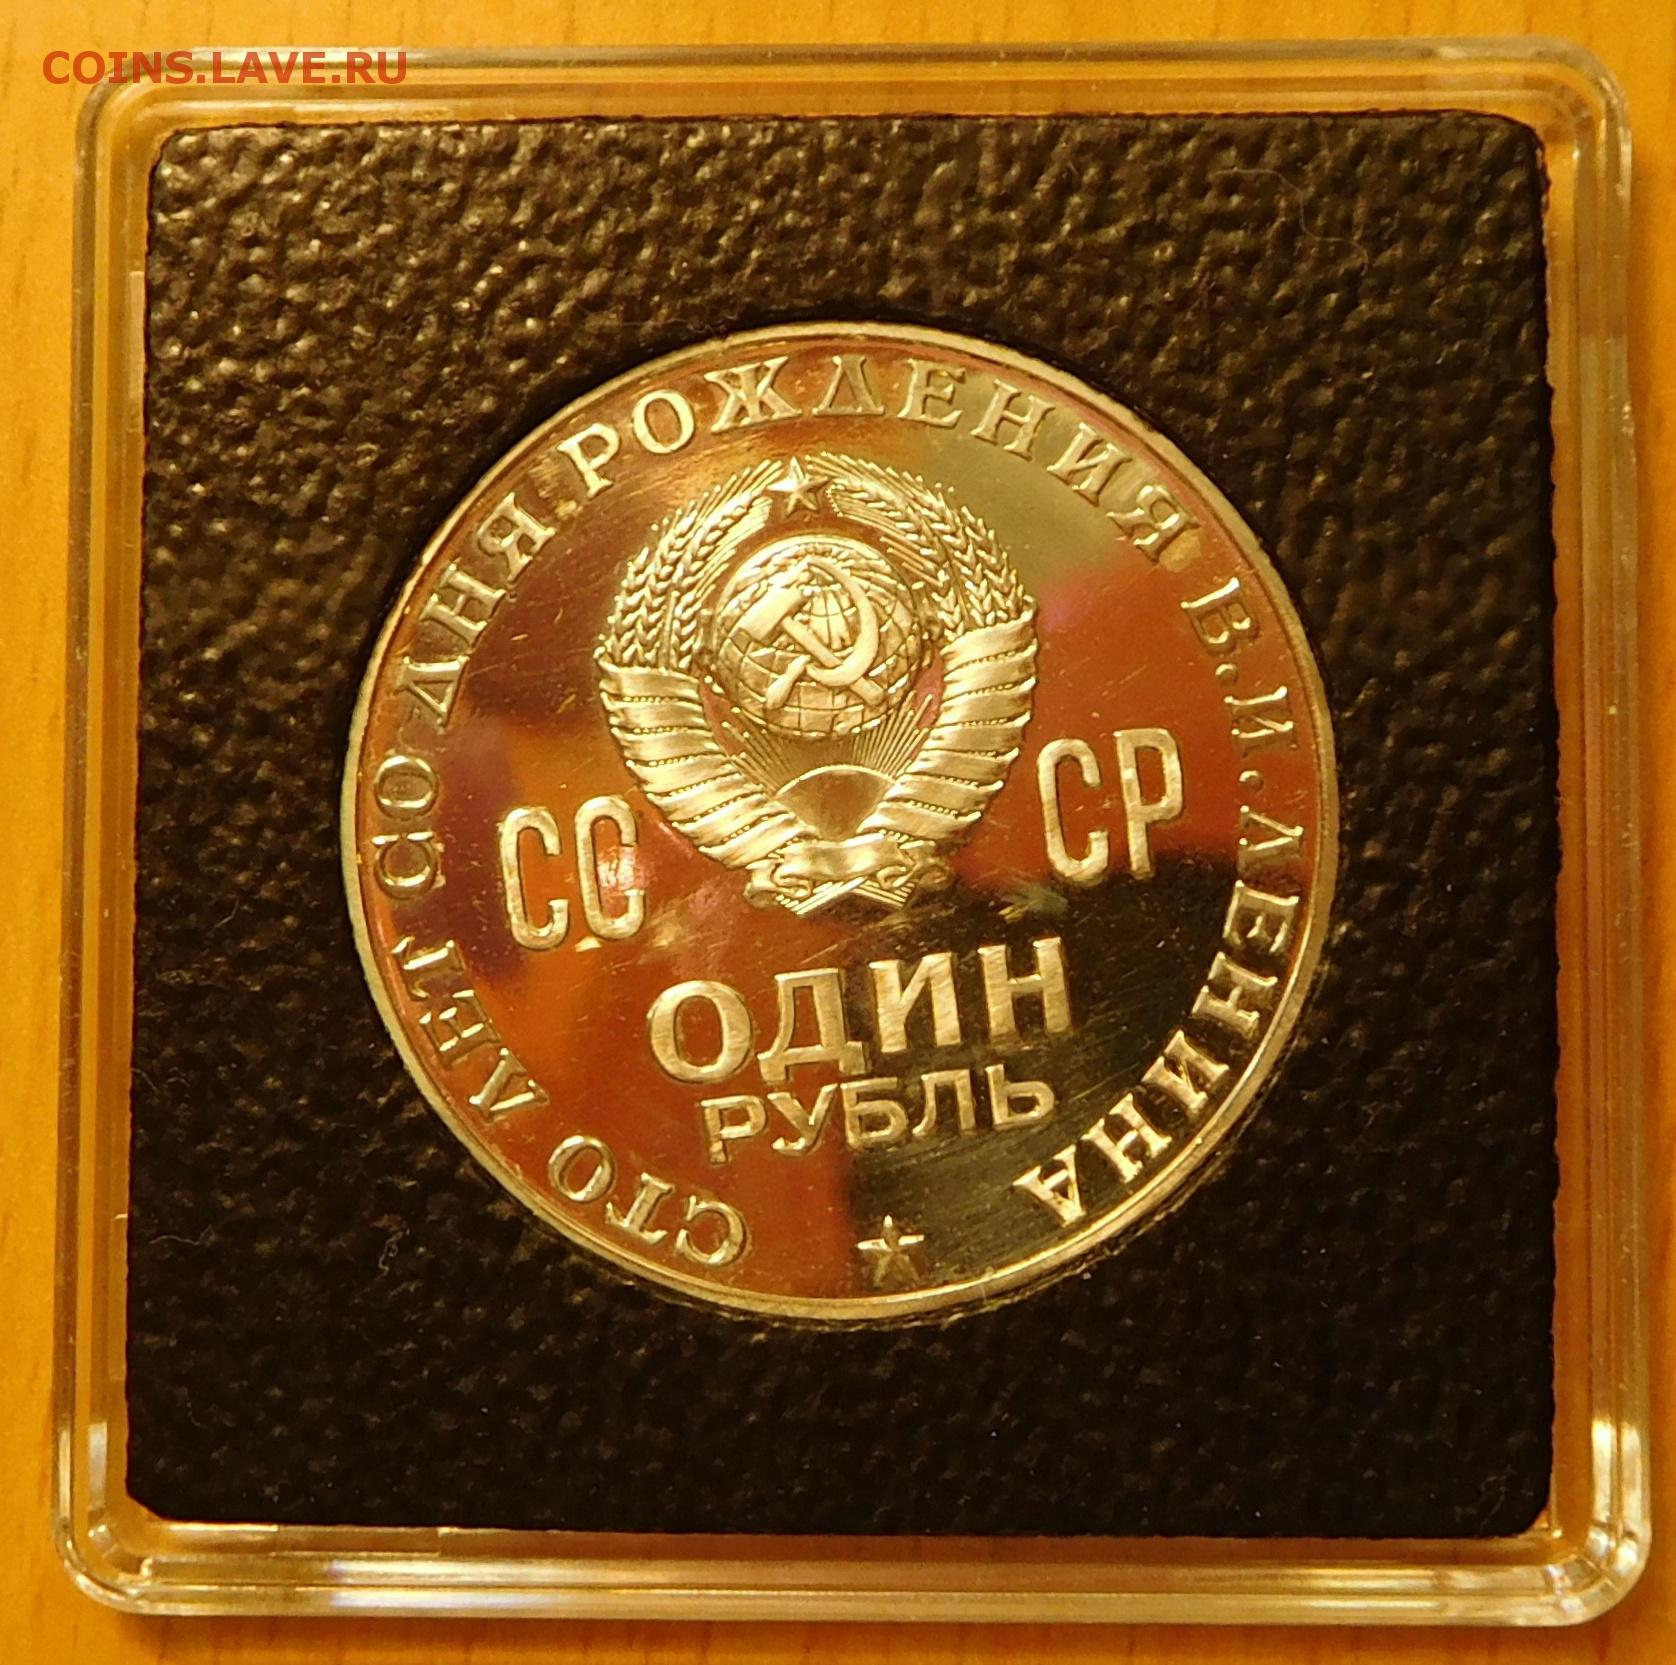 COINS.LAVE.RU
СТО ЛЕТ СО ДНЯ РОЖДЕНИЯ В.И.ЛЕНИНА
СС СР
ОДИН
РУБЛЬ